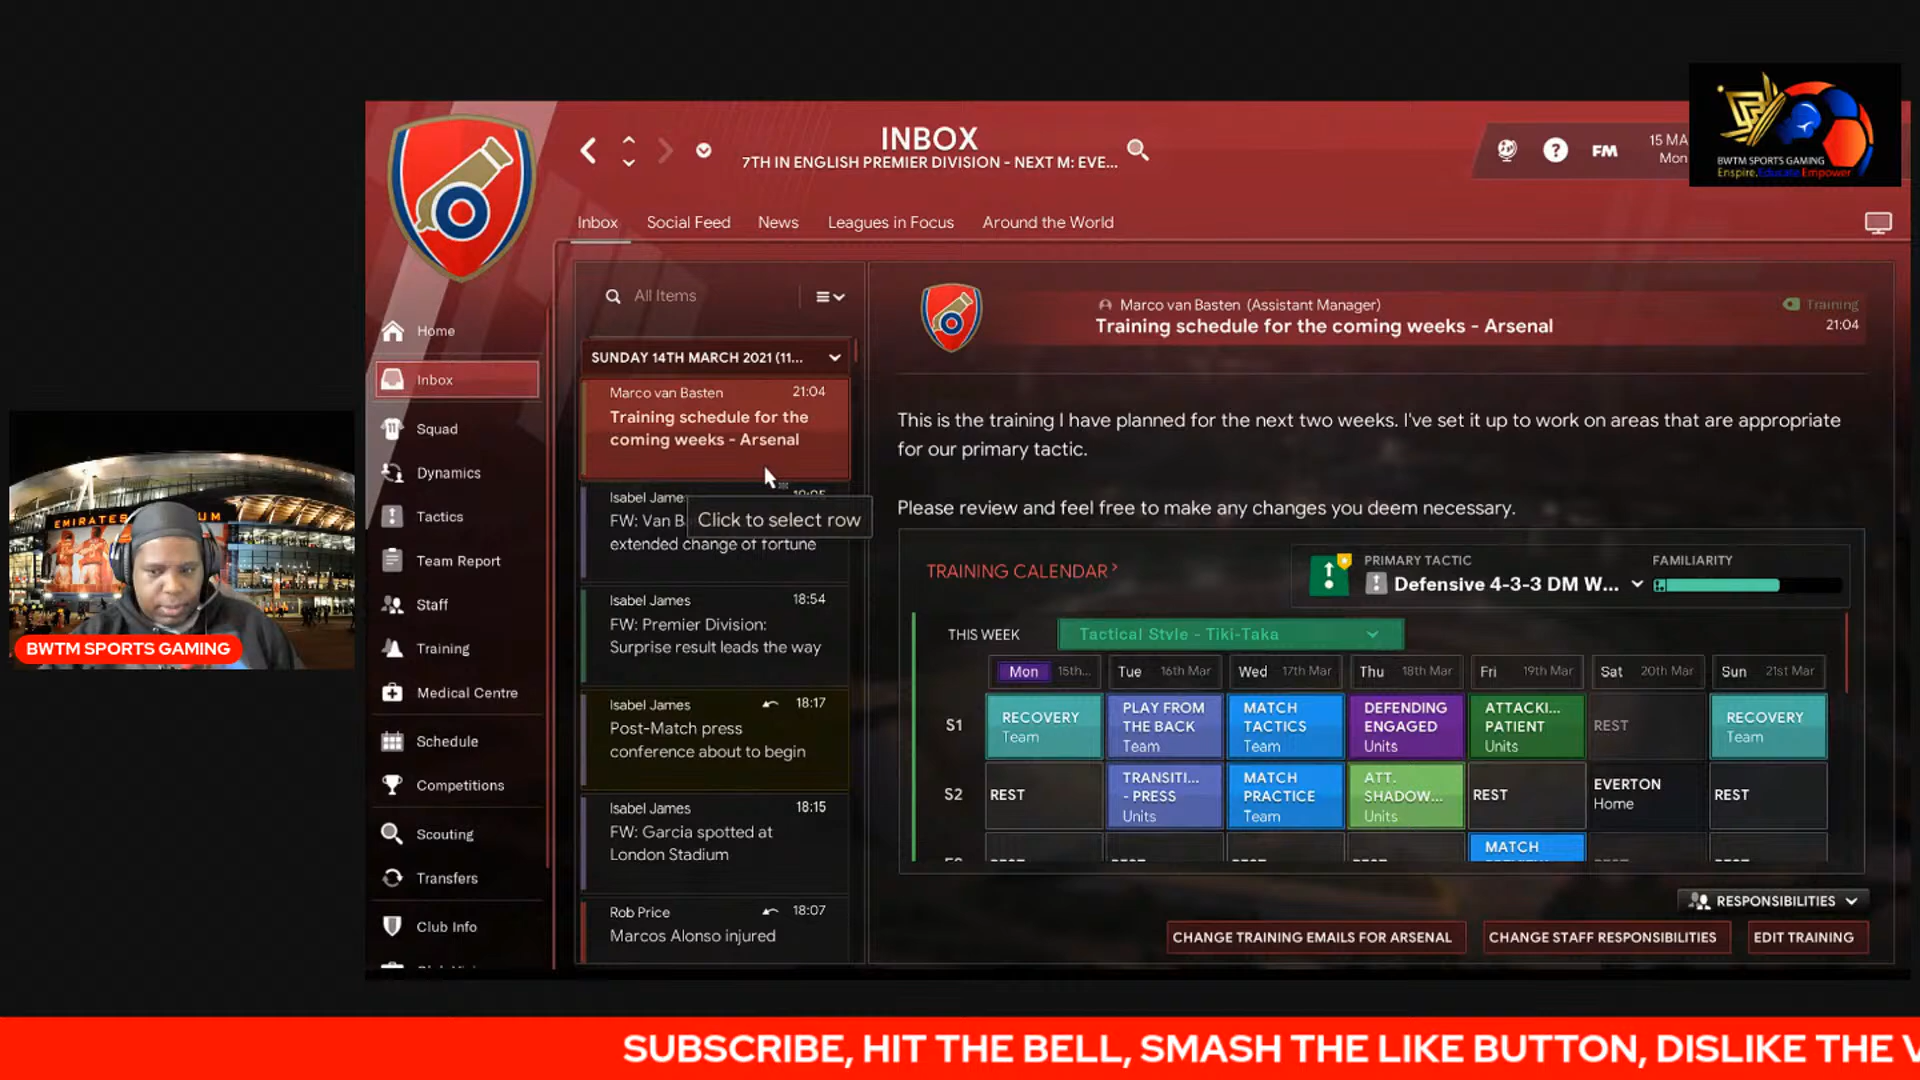 BWTM SPORTS GAMING
Enspire.Educate.Empower
INBOX
7TH IN ENGLISH PREMIER DIVISION - NEXT M: EVE...
FM
15 MA
Mon
Inbox
Social Feed
News
Leagues in Focus
Around the World
Home
Inbox
Squad
Dynamics
Tactics
Team Report
Staff
Training
Medical Centre
Schedule
Competitions
Scouting
Transfers
Club Info
All Items
SUNDAY 14TH MARCH 2021 (11...
Marco van Basten 21:04
Training schedule for the
coming weeks - Arsenal
Isabel Jame
FW: Van B
extended change of fortune
Click to select row
Isabel James 18:54
FW: Premier Division:
Surprise result leads the way
Isabel James 18:17
Post-Match press
conference about to begin
Isabel James 18:15
FW: Garcia spotted at
London Stadium
Rob Price 18:07
Marcos Alonso injured
Marco van Basten (Assistant Manager)
Training schedule for the coming weeks - Arsenal
Training
21:04
This is the training I have planned for the next two weeks. I've set it up to work on areas that are appropriate
for our primary tactic.
Please review and feel free to make any changes you deem necessary.
TRAINING CALENDAR
PRIMARY TACTIC
Defensive 4-3-3 DM W...
FAMILIARITY
THIS WEEK
Tactical Style - Tiki-Taka
Mon 15th... Tue 16th Mar Wed 17th Mar Thu 18th Mar Fri 19th Mar Sat 20th Mar Sun 21st Mar
S1
RECOVERY
Team
PLAY FROM
THE BACK
Team
MATCH
TACTICS
Team
DEFENDING
ENGAGED
Units
ATTACKI...
PATIENT
Units
REST
RECOVERY
Team
S2
REST
TRANSITI...
- PRESS
Units
MATCH
PRACTICE
Team
ATT.
SHADOW...
Units
REST
EVERTON
Home
REST
MATCH
RESPONSIBILITIES
CHANGE TRAINING EMAILS FOR ARSENAL
CHANGE STAFF RESPONSIBILITIES
EDIT TRAINING
EMIRATES
UM
BWTM SPORTS GAMING
SUBSCRIBE, HIT THE BELL, SMASH THE LIKE BUTTON, DISLIKE THE V